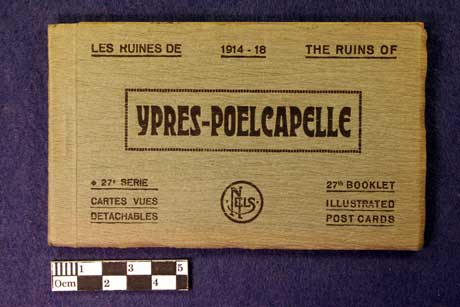 LES RUINES DE 1914-18 THE RUINS OF
YPRES-POELCAPELLE
27e SERIE
CARTES VUES
DETACHABLES
NELS
27th BOOKLET
ILLUSTRATED
POST CARDS
1 3 5
0cm 2 4